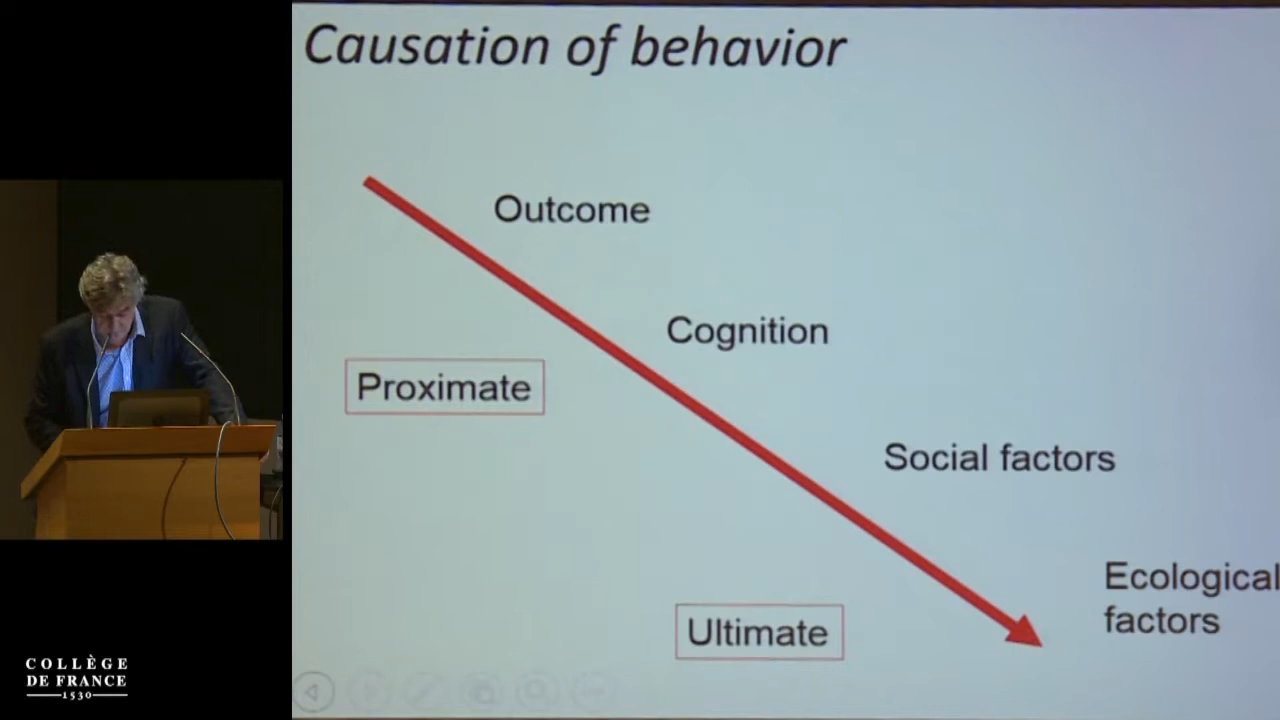 Causation of behavior
Outcome
Cognition
Proximate
Social factors
Ecological
factors
Ultimate
COLLÈGE
DE FRANCE
1530